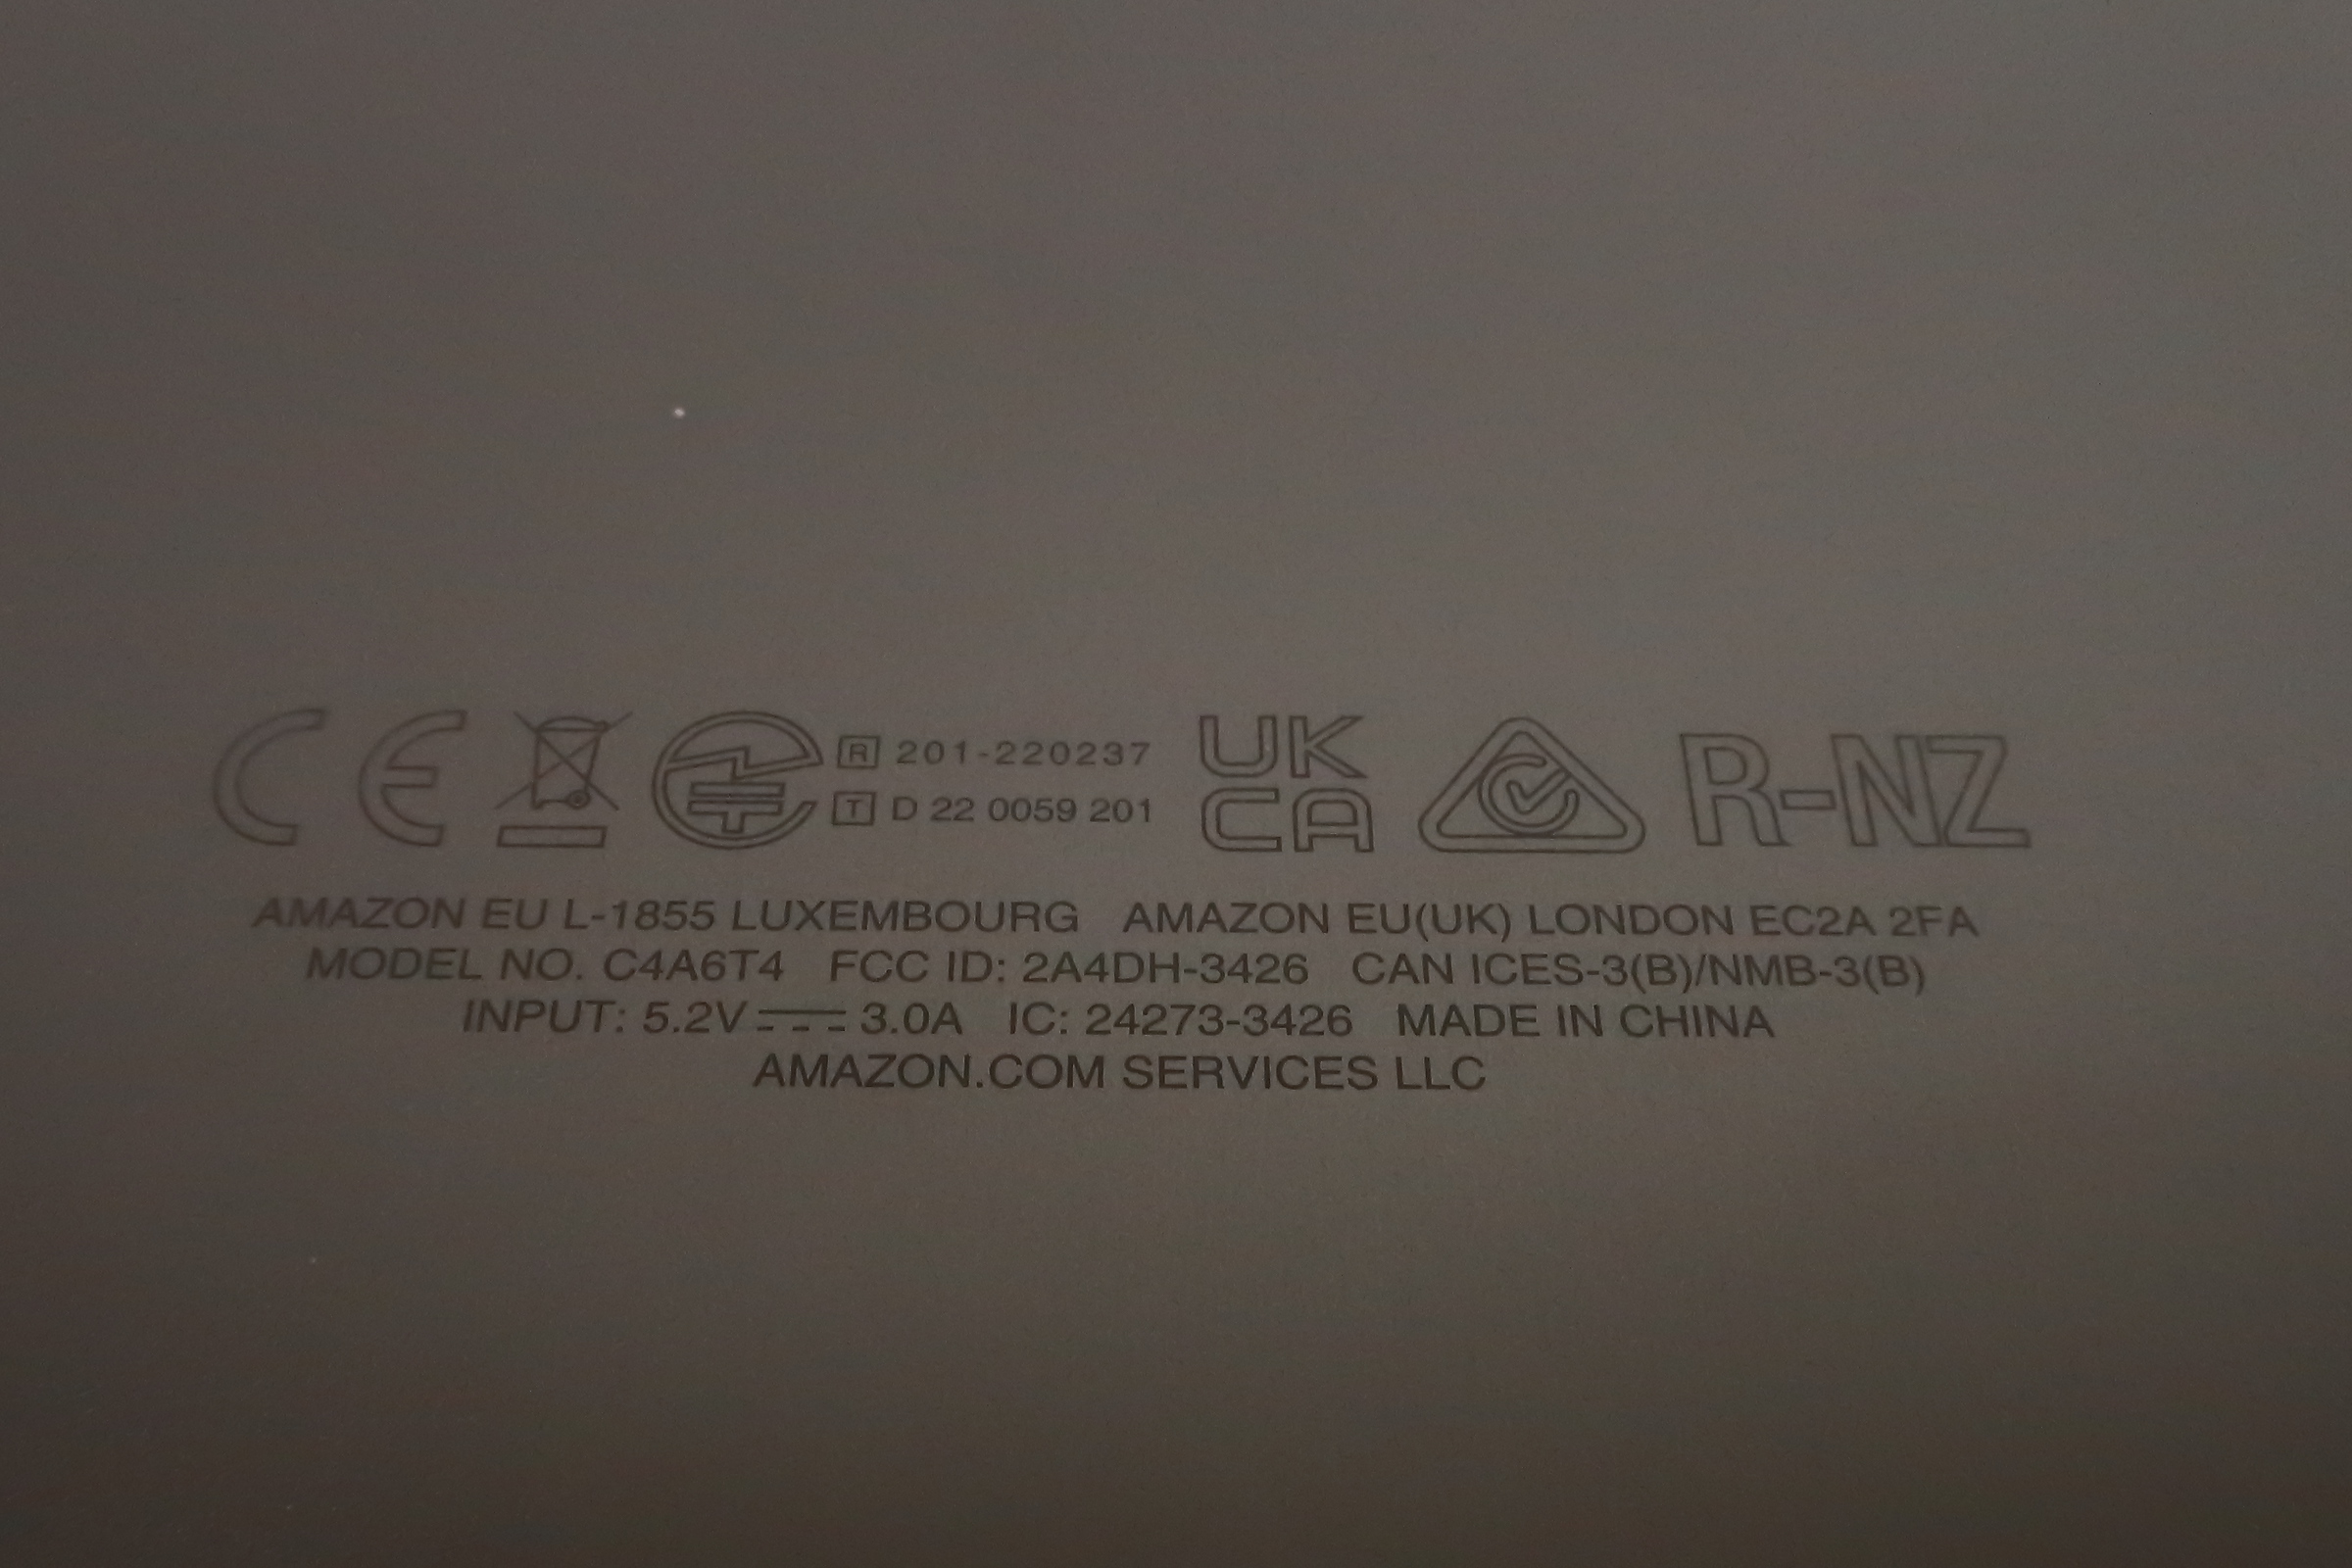 CE R 201-220237 UK CA R-NZ
T D 22 0059 201
AMAZON EU L-1855 LUXEMBOURG AMAZON EU(UK) LONDON EC2A 2FA
MODEL NO. C4A6T4 FCC ID: 2A4DH-3426 CAN ICES-3(B)/NMB-3(B)
INPUT: 5.2V⎓3.0A IC: 24273-3426 MADE IN CHINA
AMAZON.COM SERVICES LLC